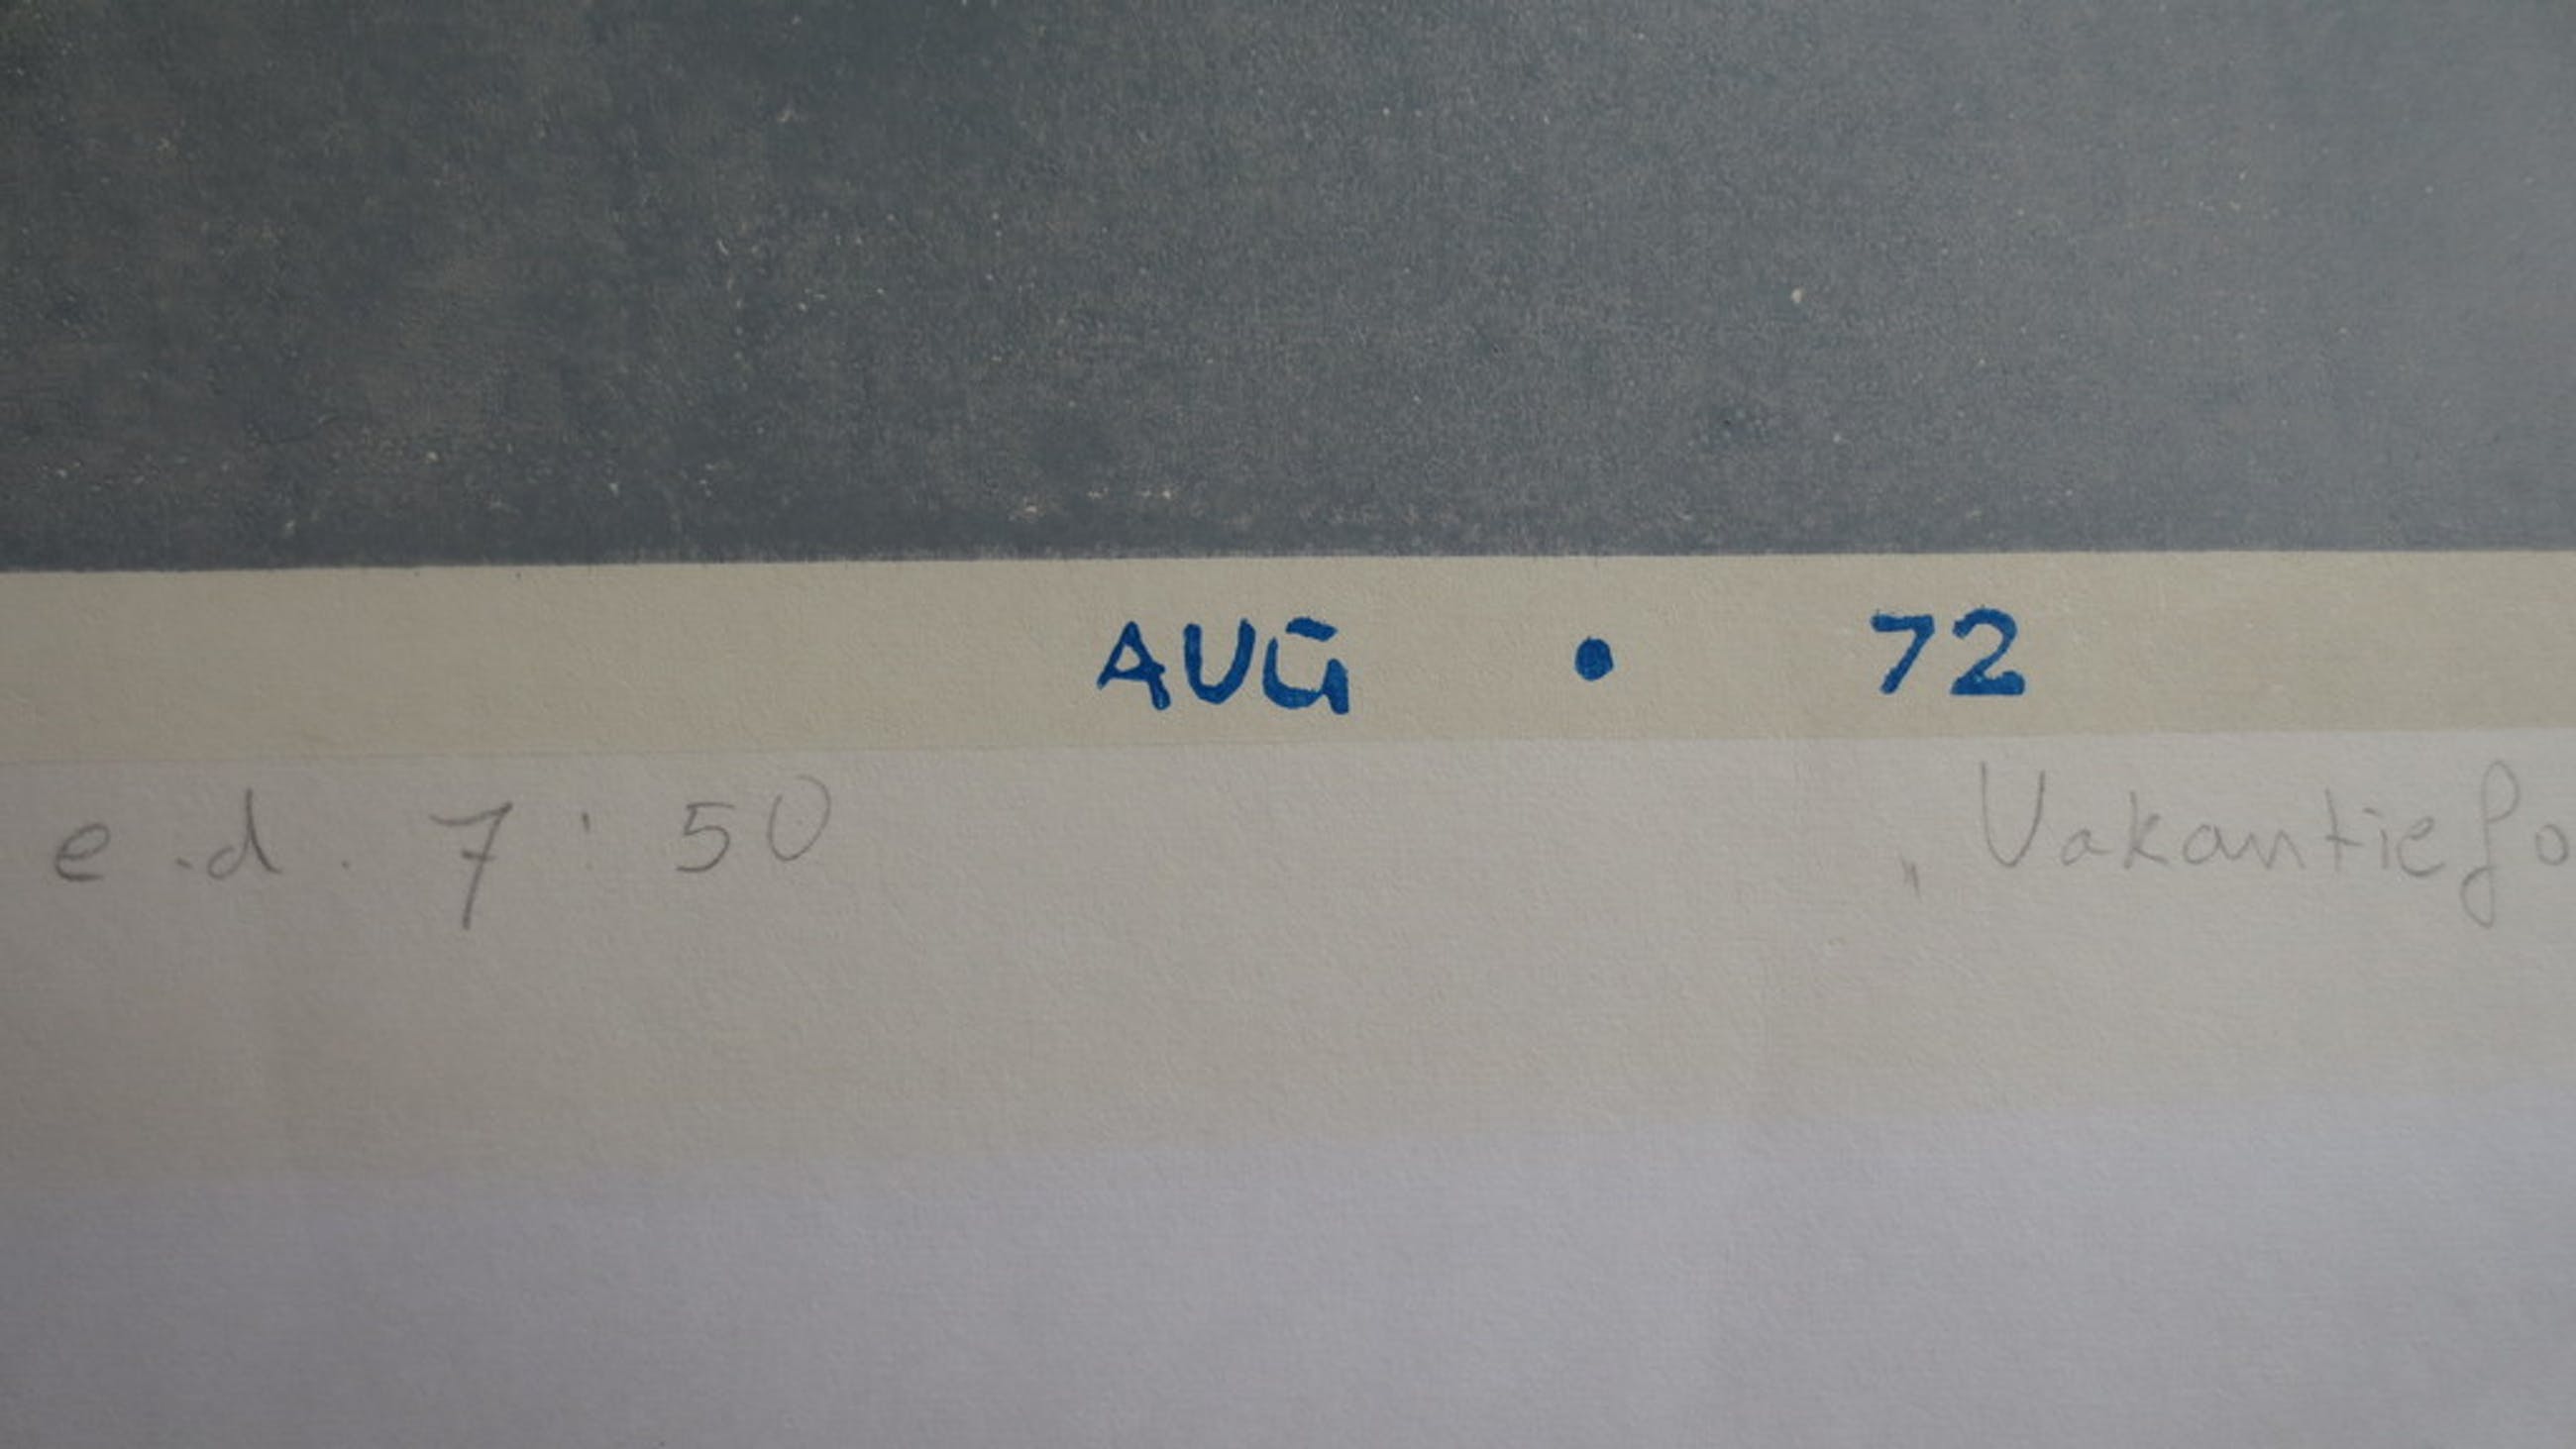 AUG • 72
e.d. 7:50 „Vakantiefo